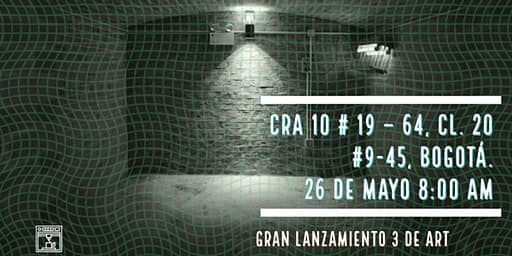 CRA 10 # 19 – 64, CL. 20
#9-45, BOGOTÁ.
26 DE MAYO 8:00 AM
GRAN LANZAMIENTO 3 DE ART